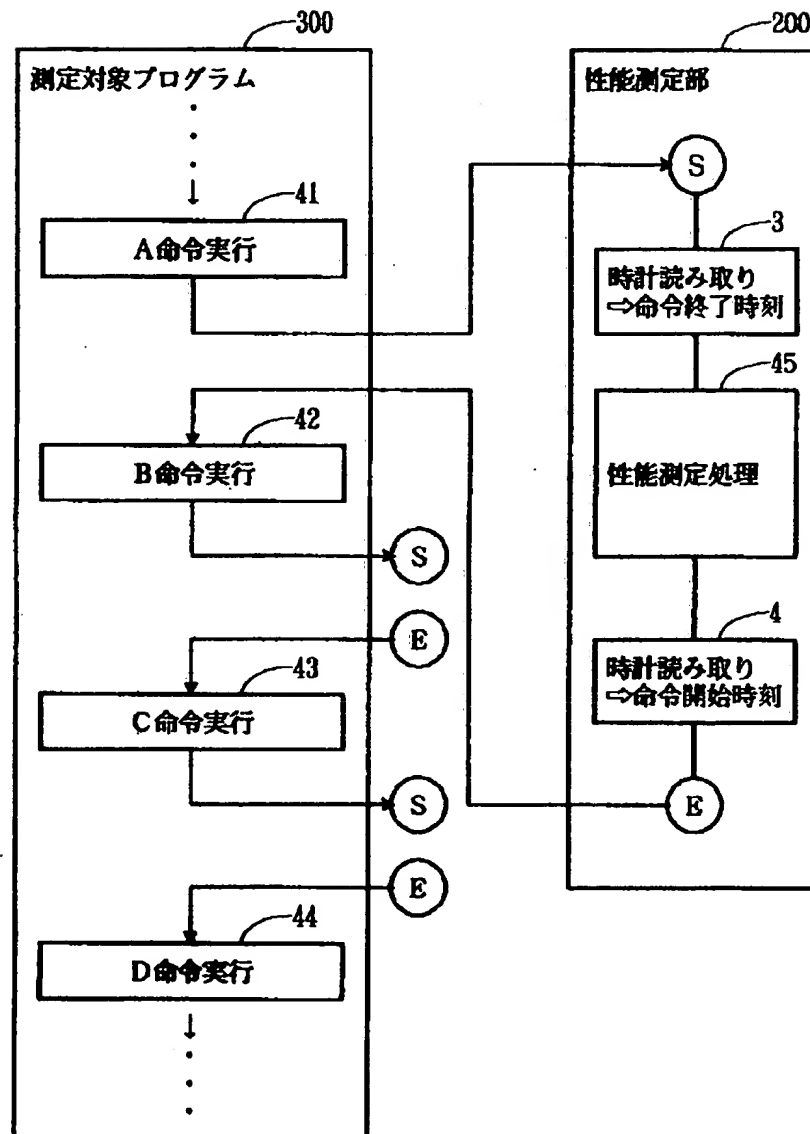 300
測定対象プログラム
41
A命令実行
42
B命令実行
S
E
43
C命令実行
S
E
44
D命令実行
200
性能測定部
S
3
時計読み取り
⇨命令終了時刻
45
性能測定処理
4
時計読み取り
⇨命令開始時刻
E